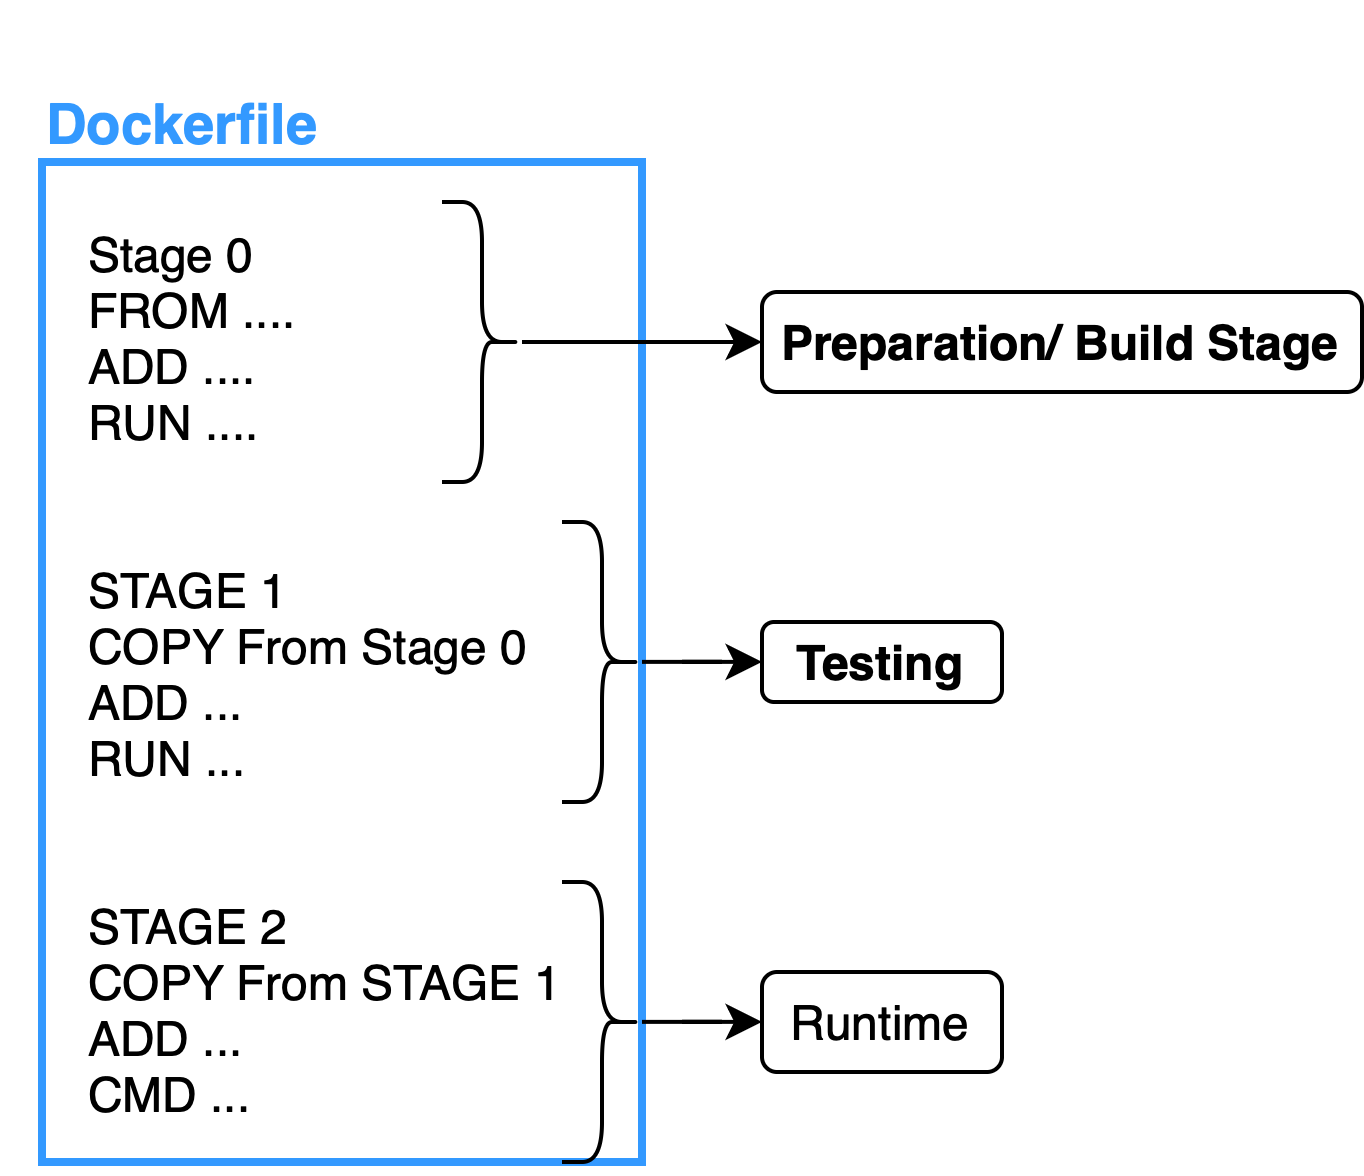 Dockerfile
Stage 0
FROM ....
ADD ....
RUN ....
Preparation/ Build Stage
STAGE 1
COPY From Stage 0
ADD ...
RUN ...
Testing
STAGE 2
COPY From STAGE 1
ADD ...
CMD ...
Runtime